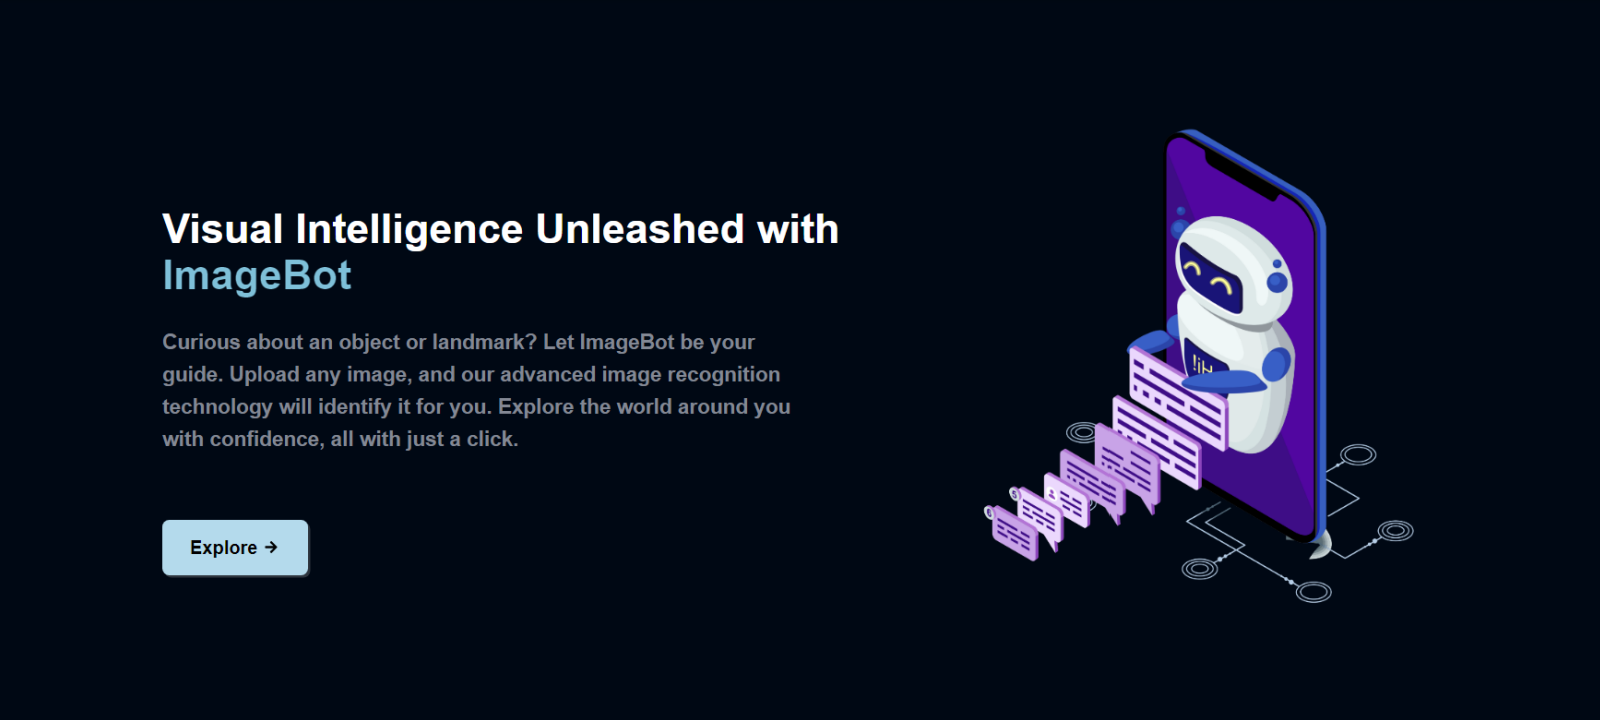 Visual Intelligence Unleashed with
ImageBot
Curious about an object or landmark? Let ImageBot be your
guide. Upload any image, and our advanced image recognition
technology will identify it for you. Explore the world around you
with confidence, all with just a click.
Explore →